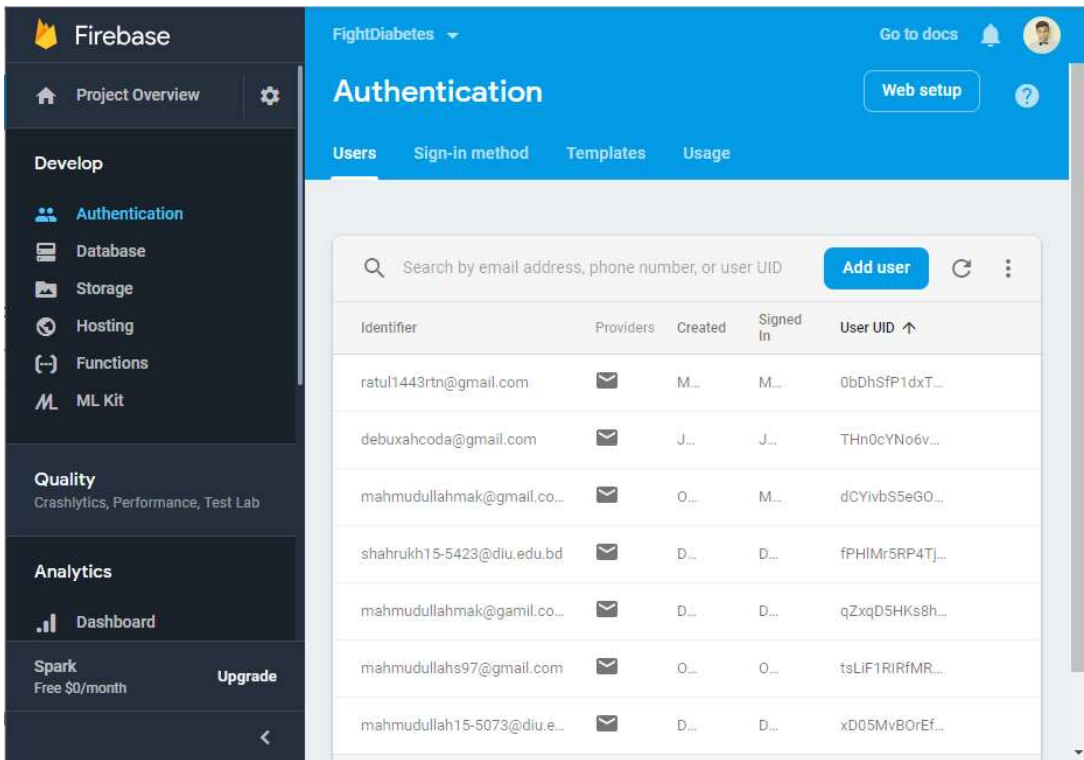 Firebase
Project Overview
Develop
Authentication
Database
Storage
Hosting
Functions
ML Kit
Quality
Crashlytics, Performance, Test Lab
Analytics
Dashboard
Spark
Free $0/month
Upgrade
FightDiabetes
Go to docs
Authentication
Web setup
Users Sign-in method Templates Usage
Search by email address, phone number, or user UID
Add user
Identifier Providers Created Signed In User UID
ratul1443rtn@gmail.com M... M... 0bDhSfP1dxT...
debuxahcoda@gmail.com J... J... THn0cYNo6v...
mahmudullahmak@gmail.co... O... M... dCYivbS5eGO...
shahrukh15-5423@diu.edu.bd D... D... fPHlMr5RP4Tj...
mahmudullahmak@gamil.co... D... D... qZxqD5HKs8h...
mahmudullahs97@gmail.com O... O... tsLiF1RIRfMR...
mahmudullah15-5073@diu.e... D... D... xD05MvBOrEf...